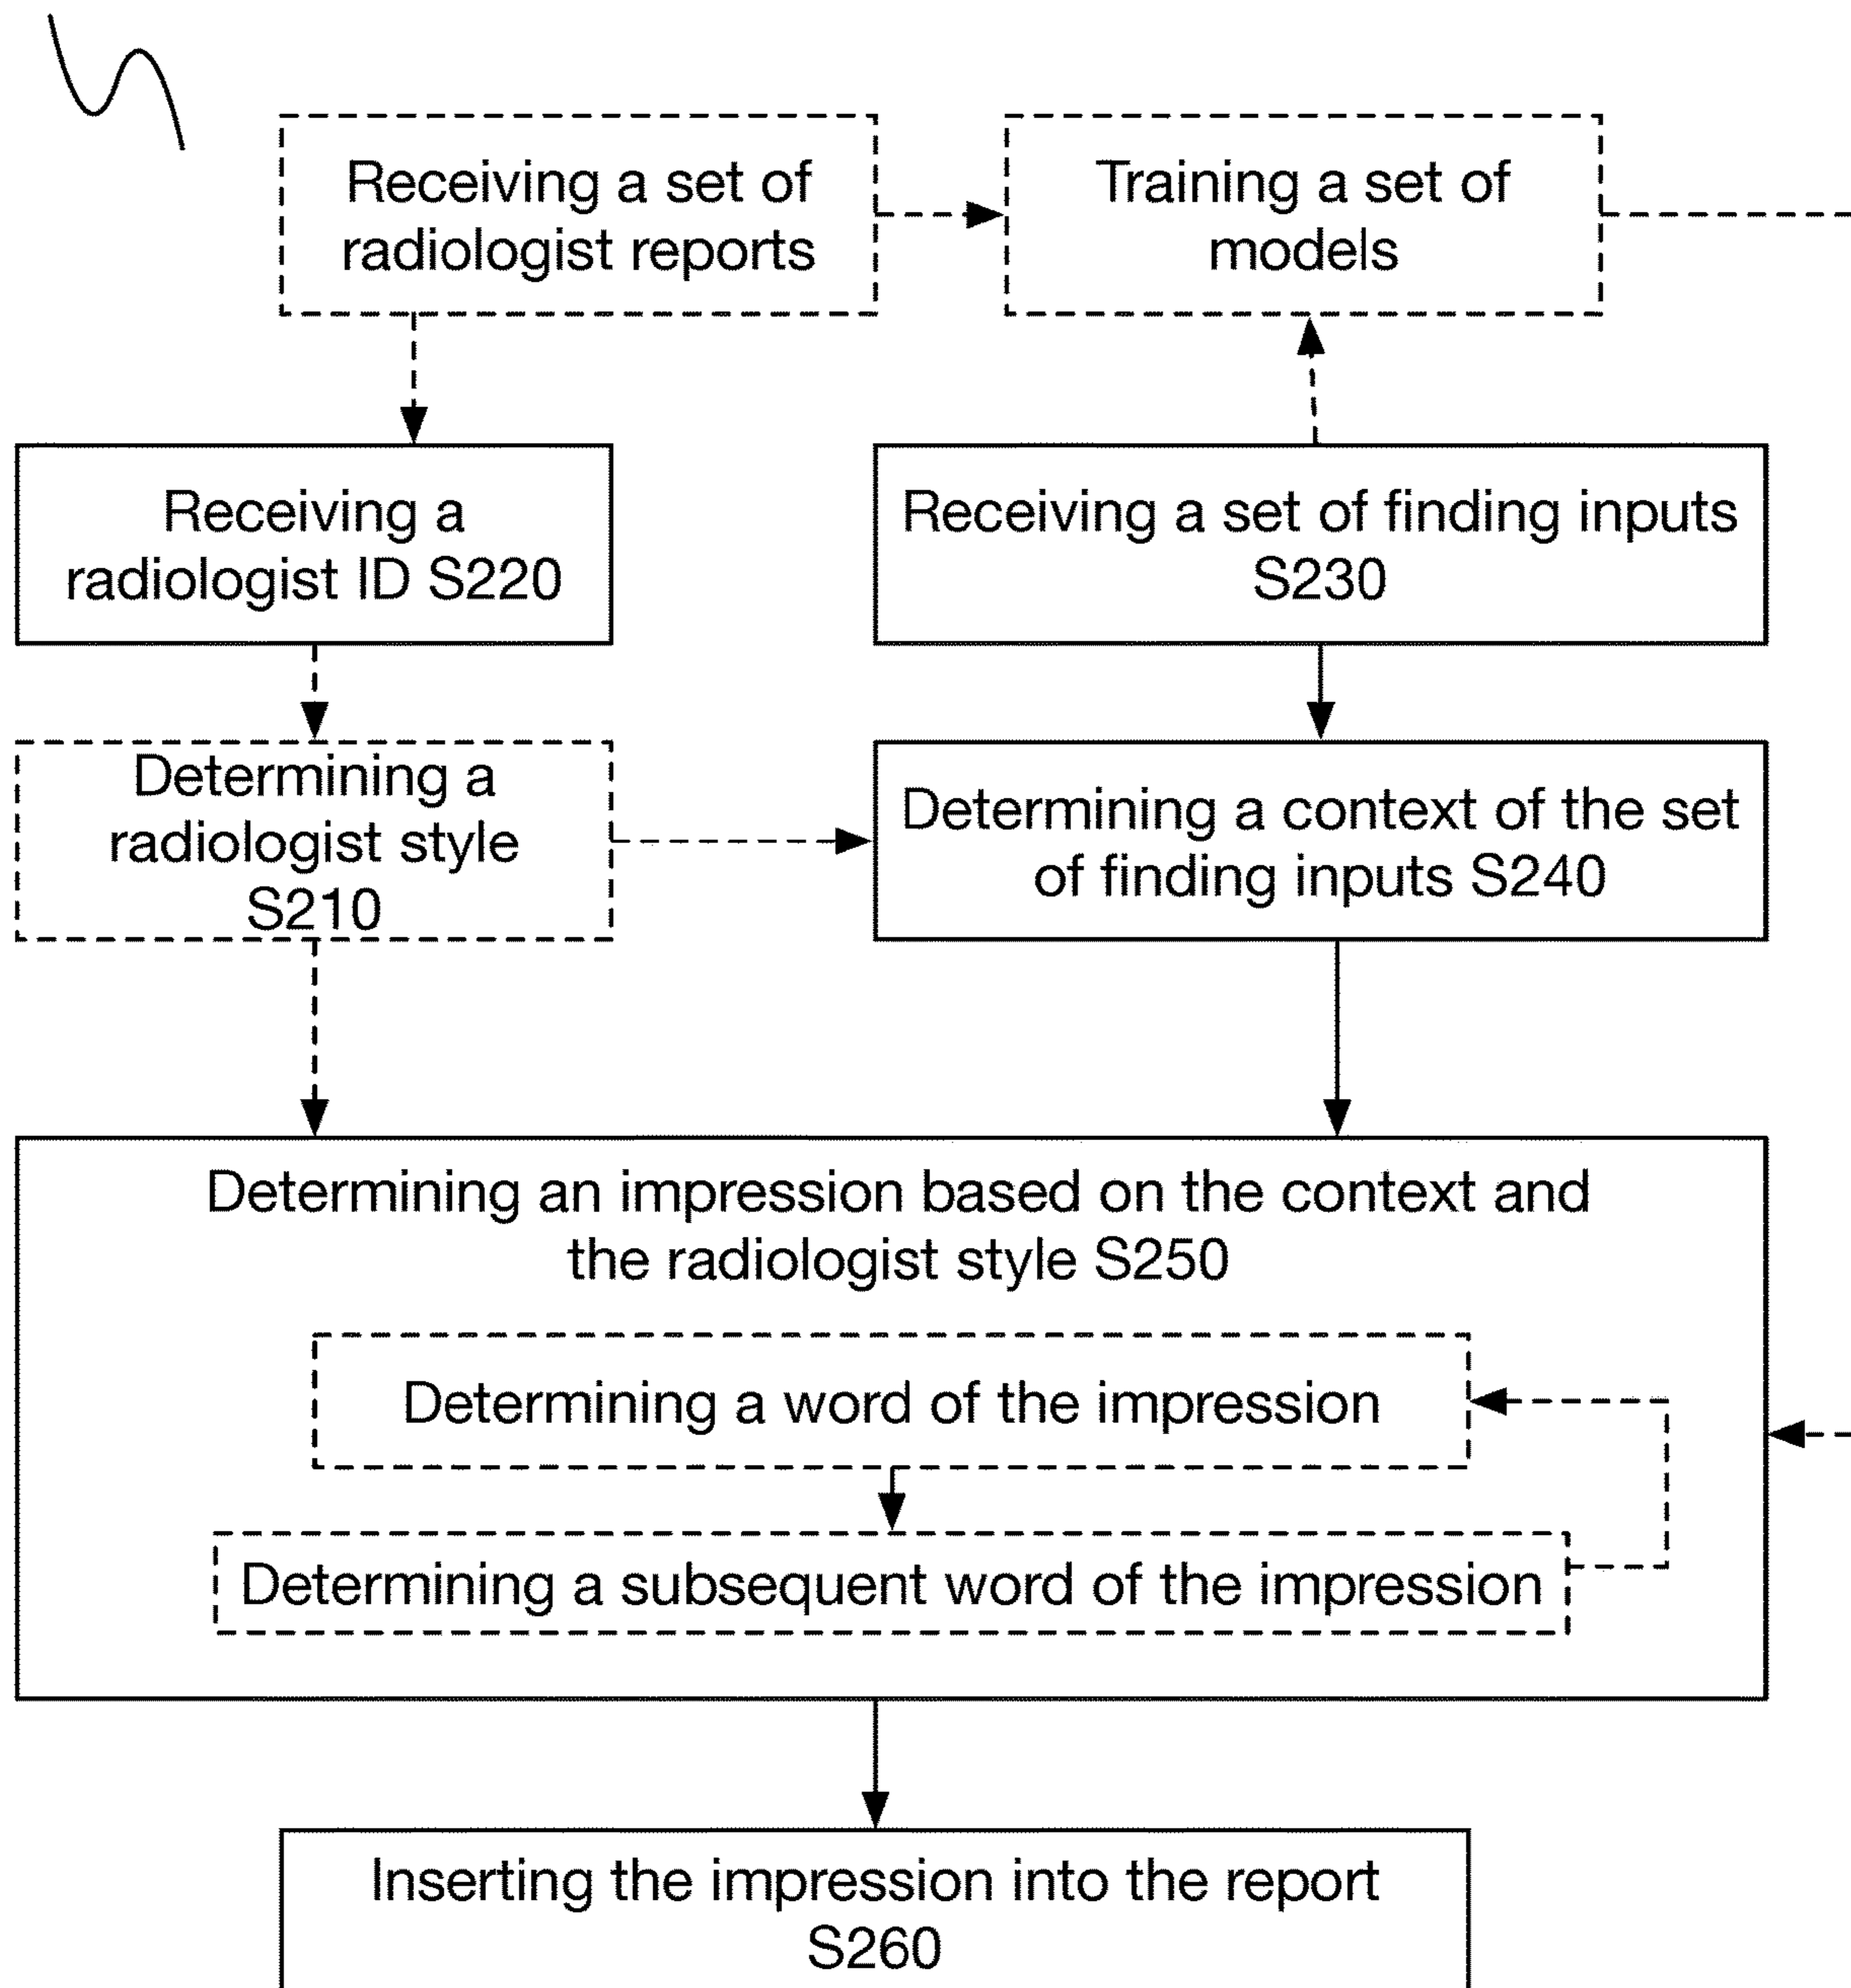 Receiving a set of
radiologist reports
Training a set of
models
Receiving a
radiologist ID S220
Receiving a set of finding inputs
S230
Determining a
radiologist style
S210
Determining a context of the set
of finding inputs S240
Determining an impression based on the context and
the radiologist style S250
Determining a word of the impression
Determining a subsequent word of the impression
Inserting the impression into the report
S260